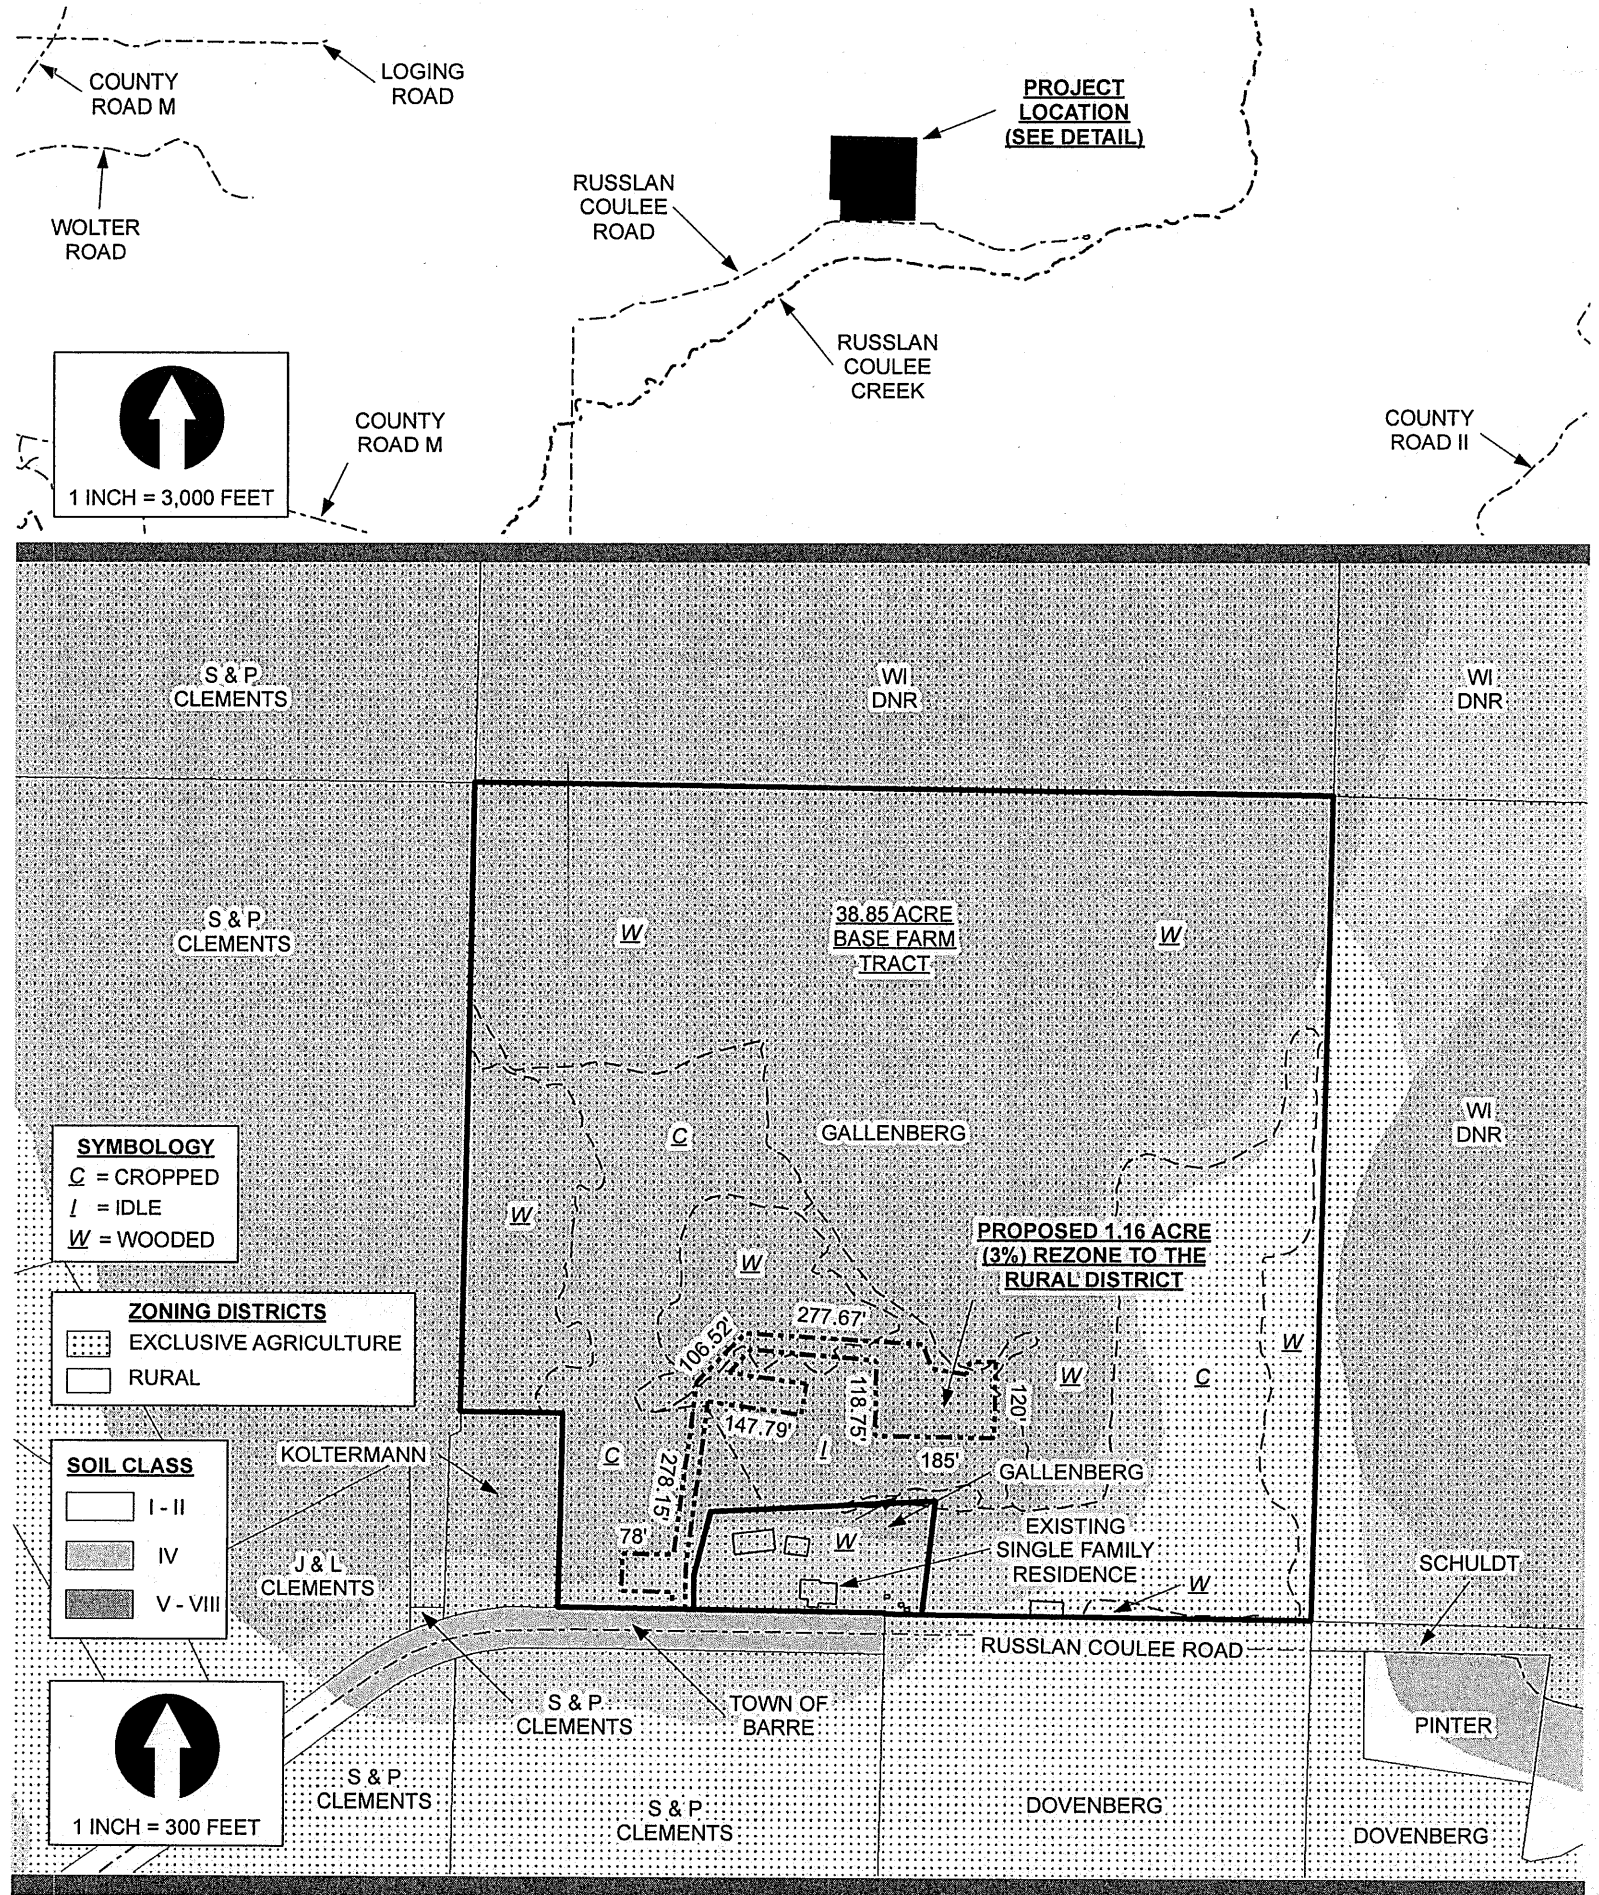 COUNTY
ROAD M
LOGING
ROAD
PROJECT
LOCATION
(SEE DETAIL)
WOLTER
ROAD
RUSSLAN
COULEE
ROAD
RUSSLAN
COULEE
CREEK
COUNTY
ROAD M
COUNTY
ROAD II
1 INCH = 3,000 FEET
S & P
CLEMENTS
WI
DNR
WI
DNR
S & P
CLEMENTS
W
38.85 ACRE
BASE FARM
TRACT
W
WI
DNR
C
GALLENBERG
SYMBOLOGY
C = CROPPED
I = IDLE
W = WOODED
W
W
PROPOSED 1.16 ACRE
(3%) REZONE TO THE
RURAL DISTRICT
ZONING DISTRICTS
EXCLUSIVE AGRICULTURE
RURAL
277.67'
106.52'
W
W
C
118.75'
120'
147.79'
185'
278.15'
C
I
KOLTERMANN
GALLENBERG
SOIL CLASS
I - II
IV
V - VIII
78'
W
EXISTING
SINGLE FAMILY
RESIDENCE
J & L
CLEMENTS
W
SCHULDT
RUSSLAN COULEE ROAD
S & P
CLEMENTS
TOWN OF
BARRE
PINTER
S & P
CLEMENTS
S & P
CLEMENTS
DOVENBERG
DOVENBERG
1 INCH = 300 FEET